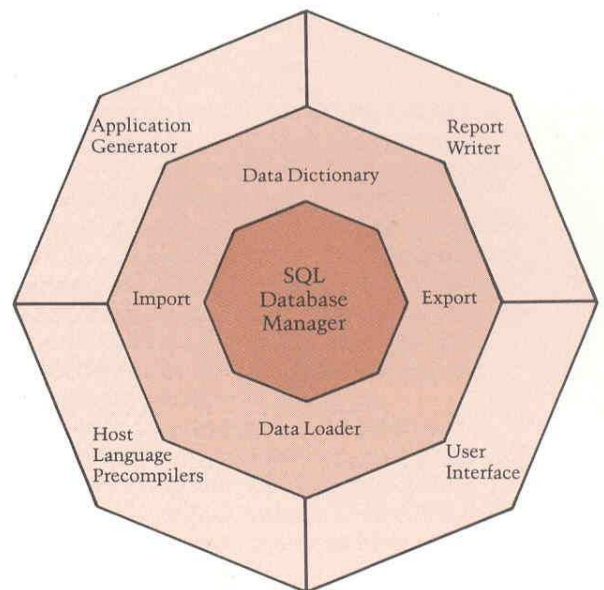 Application
Generator
Report
Writer
Data Dictionary
Import
SQL
Database
Manager
Export
Data Loader
Host
Language
Precompilers
User
Interface